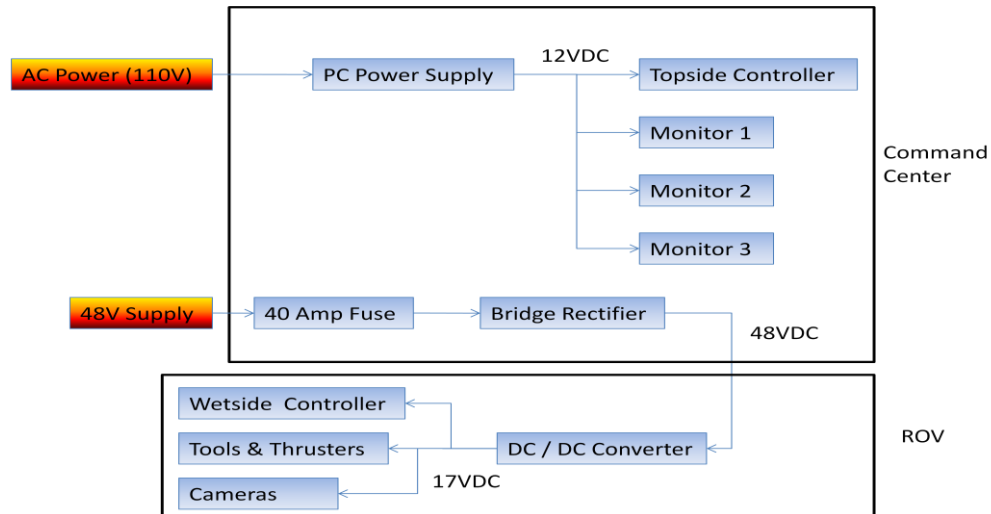 AC Power (110V)
PC Power Supply
12VDC
Topside Controller
Monitor 1
Monitor 2
Monitor 3
Command
Center
48V Supply
40 Amp Fuse
Bridge Rectifier
48VDC
Wetside  Controller
Tools & Thrusters
Cameras
17VDC
DC / DC Converter
ROV